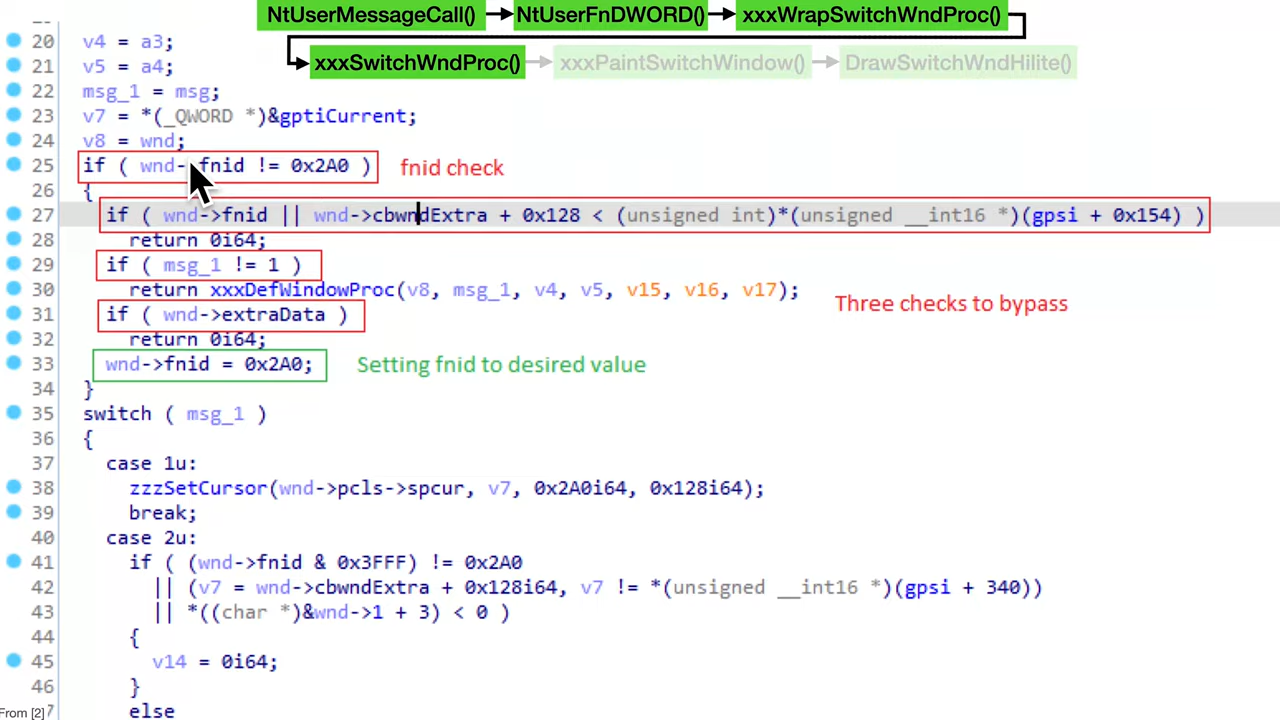 NtUserMessageCall() NtUserFnDWORD() xxxWrapSwitchWndProc()
xxxSwitchWndProc() xxxPaintSwitchWindow() DrawSwitchWndHilite()
20 v4 = a3;
21 v5 = a4;
22 msg_1 = msg;
23 v7 = *(_QWORD *)&gptiCurrent;
24 v8 = wnd;
25 if ( wnd->fnid != 0x2A0 ) fnid check
26 {
27 if ( wnd->fnid || wnd->cbwndExtra + 0x128 < (unsigned int)*(unsigned __int16 *)(gpsi + 0x154) )
28 return 0i64;
29 if ( msg_1 != 1 )
30 return xxxDefWindowProc(v8, msg_1, v4, v5, v15, v16, v17);
Three checks to bypass
31 if ( wnd->extraData )
32 return 0i64;
33 wnd->fnid = 0x2A0; Setting fnid to desired value
34 }
35 switch ( msg_1 )
36 {
37 case 1u:
38 zzzSetCursor(wnd->pcls->spcur, v7, 0x2A0i64, 0x128i64);
39 break;
40 case 2u:
41 if ( (wnd->fnid & 0x3FFF) != 0x2A0
42 || (v7 = wnd->cbwndExtra + 0x128i64, v7 != *(unsigned __int16 *)(gpsi + 340))
43 || *((char *)&wnd->1 + 3) < 0 )
44 {
45 v14 = 0i64;
46 }
else
From [2]